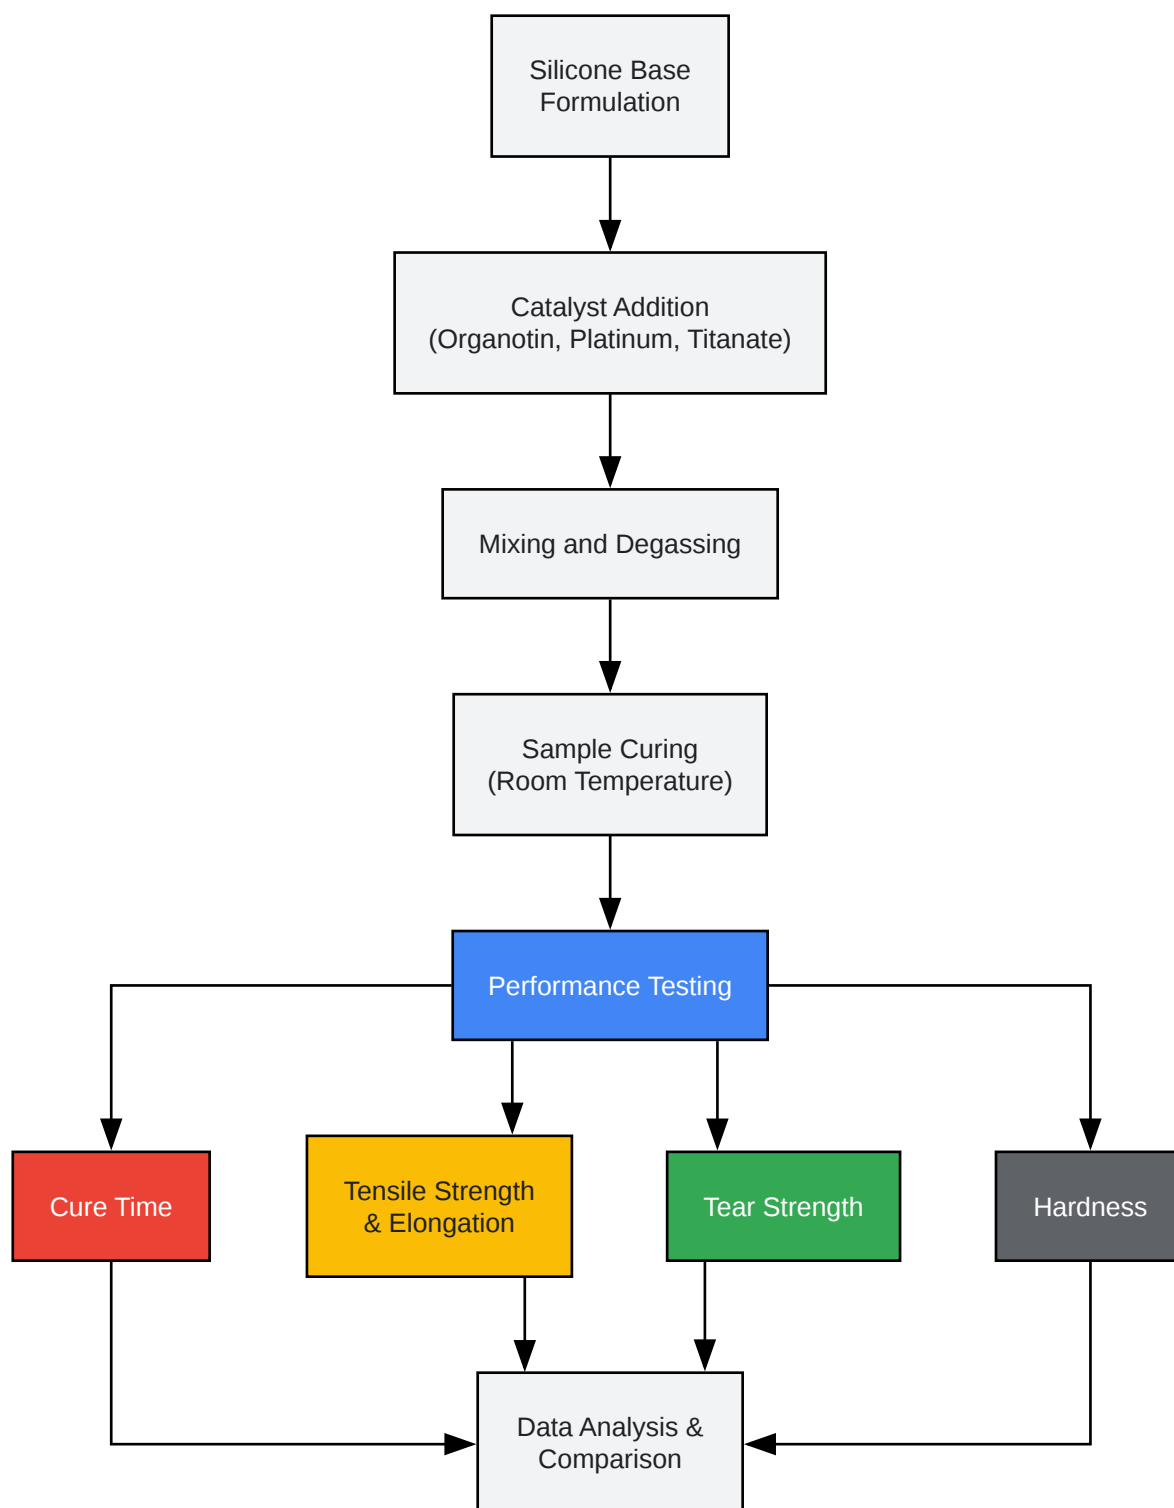 Silicone Base
Formulation
Catalyst Addition
(Organotin, Platinum, Titanate)
Mixing and Degassing
Sample Curing
(Room Temperature)
Performance Testing
Cure Time
Tensile Strength
& Elongation
Tear Strength
Hardness
Data Analysis &
Comparison